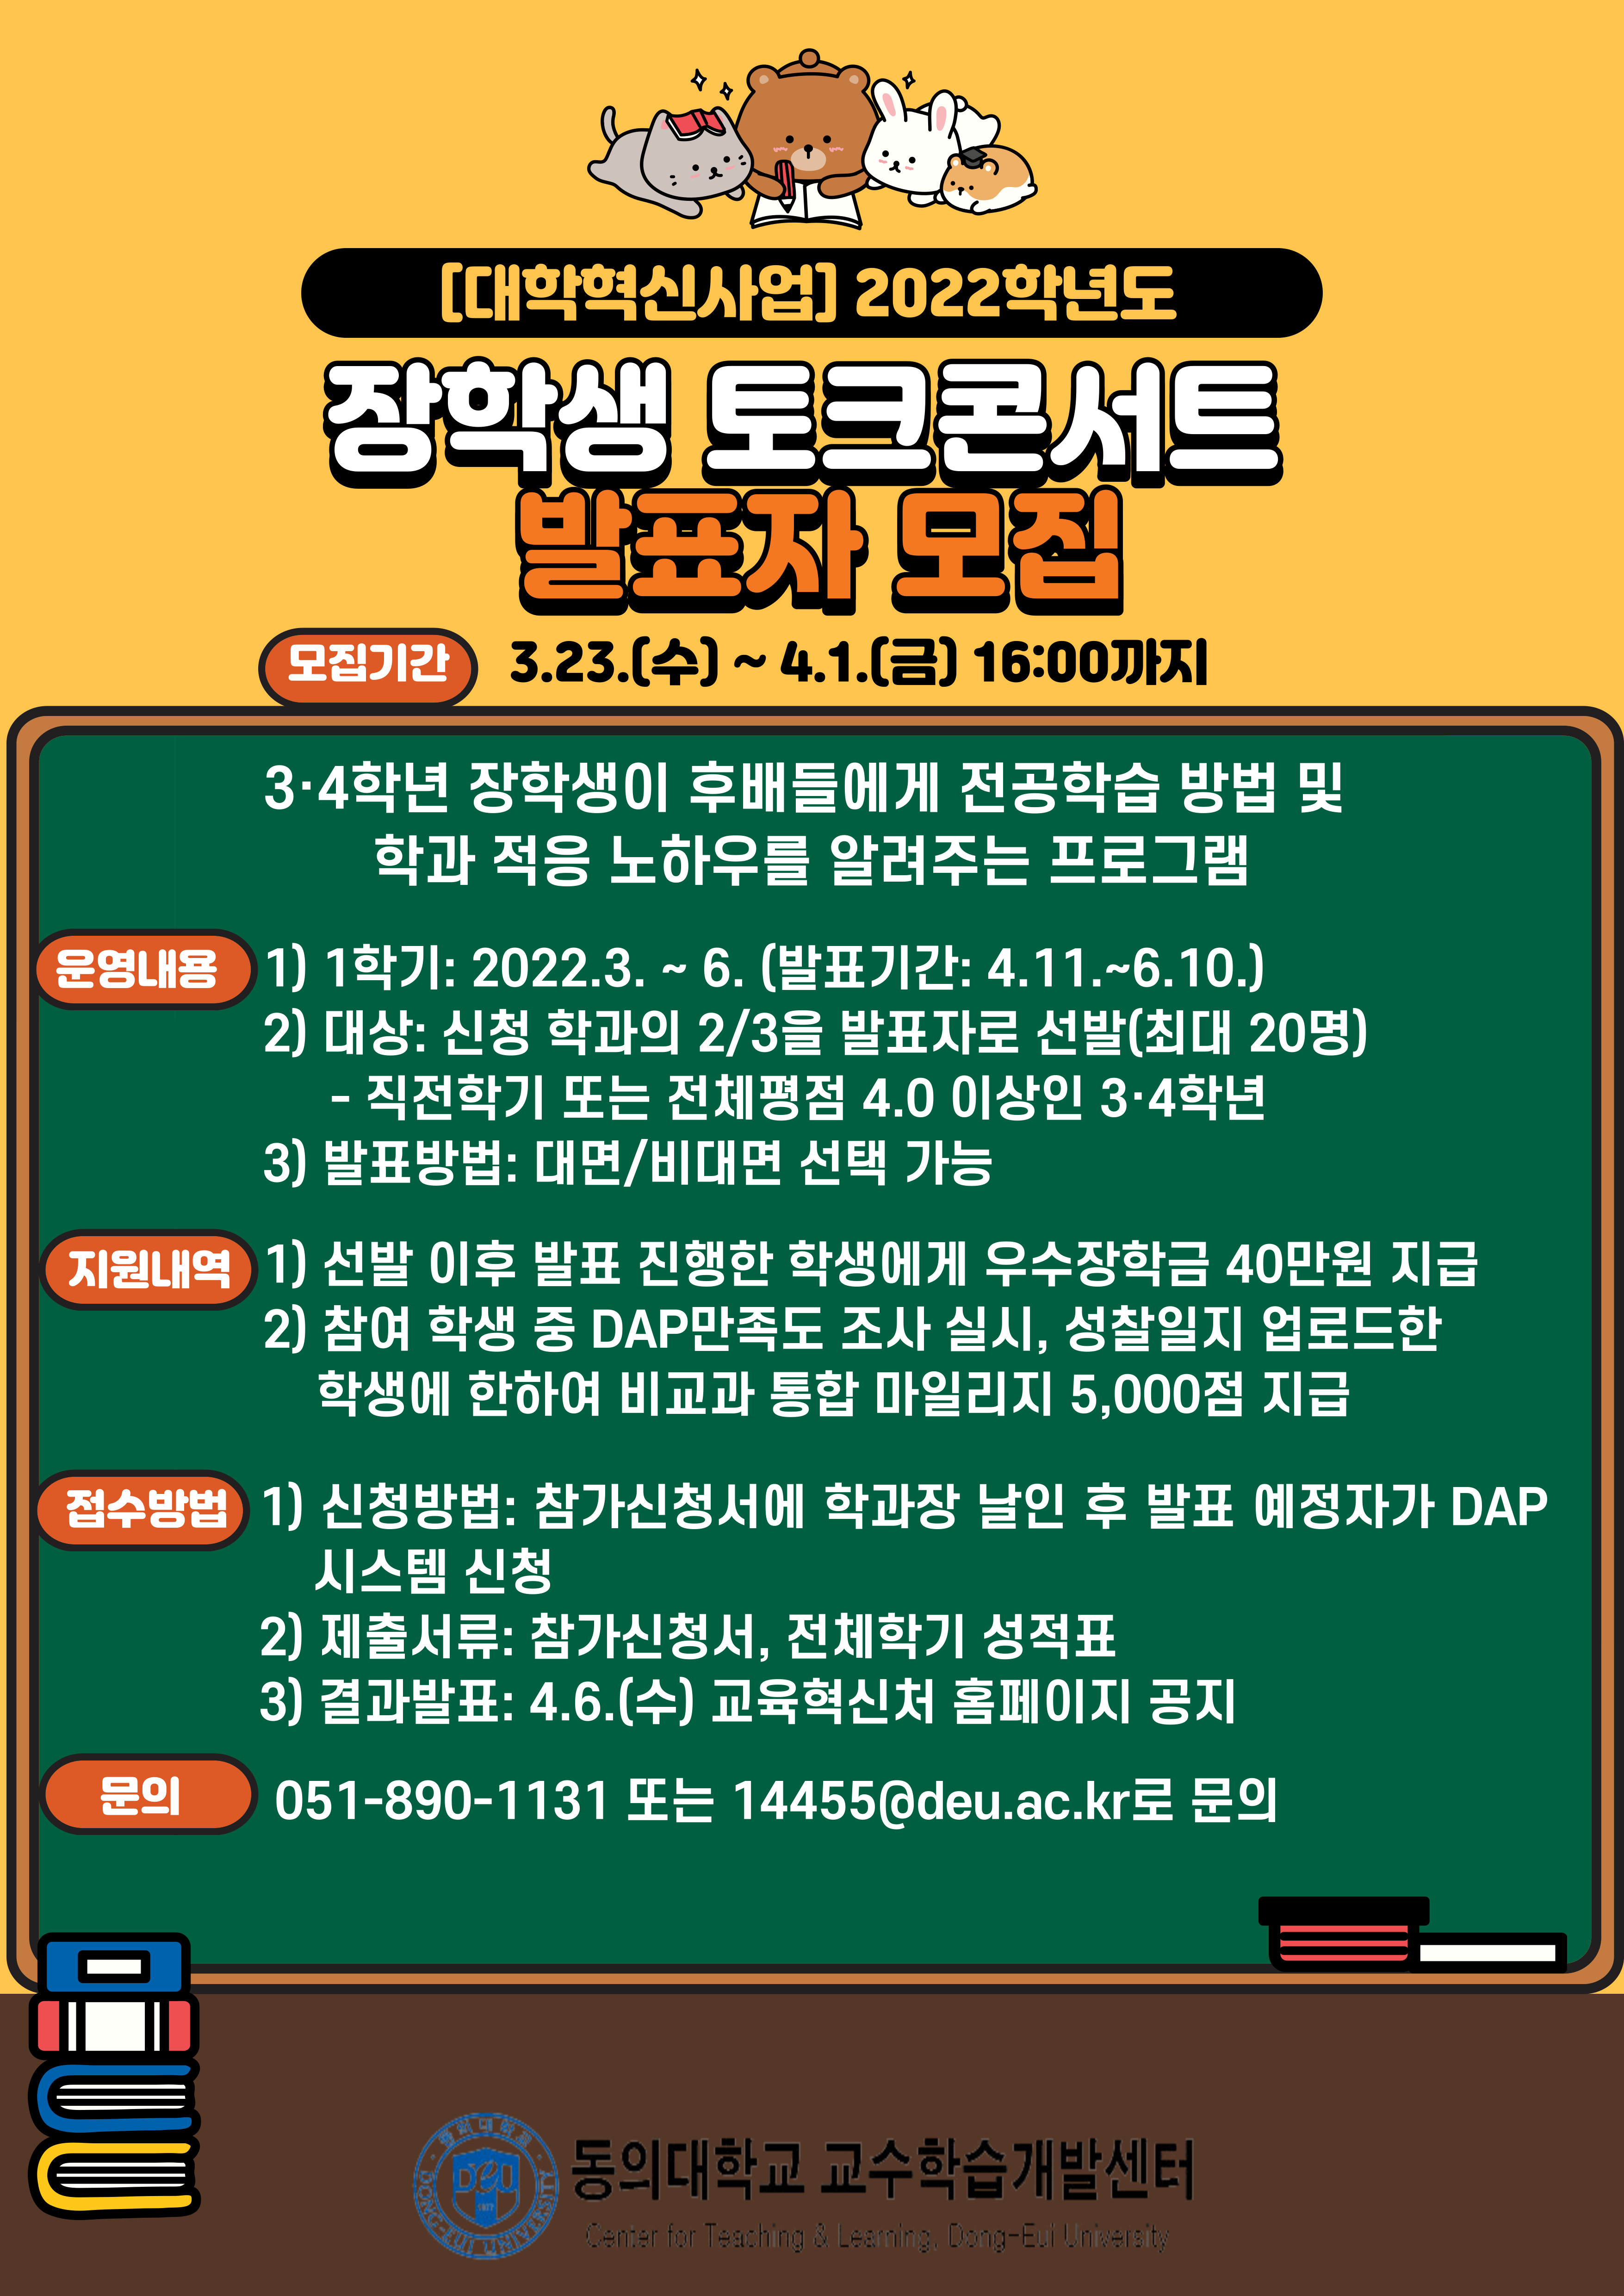 [대학혁신사업] 2022학년도
장학생 토크콘서트
발표자 모집
모집기간 3.23.(수) ~ 4.1.(금) 16:00까지
3·4학년 장학생이 후배들에게 전공학습 방법 및
학과 적응 노하우를 알려주는 프로그램
운영내용 1) 1학기: 2022.3. ~ 6. (발표기간: 4.11.~6.10.)
2) 대상: 신청 학과의 2/3을 발표자로 선발(최대 20명)
- 직전학기 또는 전체평점 4.0 이상인 3·4학년
3) 발표방법: 대면/비대면 선택 가능
지원내역 1) 선발 이후 발표 진행한 학생에게 우수장학금 40만원 지급
2) 참여 학생 중 DAP만족도 조사 실시, 성찰일지 업로드한
학생에 한하여 비교과 통합 마일리지 5,000점 지급
접수방법 1) 신청방법: 참가신청서에 학과장 날인 후 발표 예정자가 DAP
시스템 신청
2) 제출서류: 참가신청서, 전체학기 성적표
3) 결과발표: 4.6.(수) 교육혁신처 홈페이지 공지
문의 051-890-1131 또는 14455@deu.ac.kr로 문의
동의대학교
DeU
1977
DONG-EUI UNIVERSITY
동의대학교 교수학습개발센터
Center for Teaching & Learning, Dong-Eui University